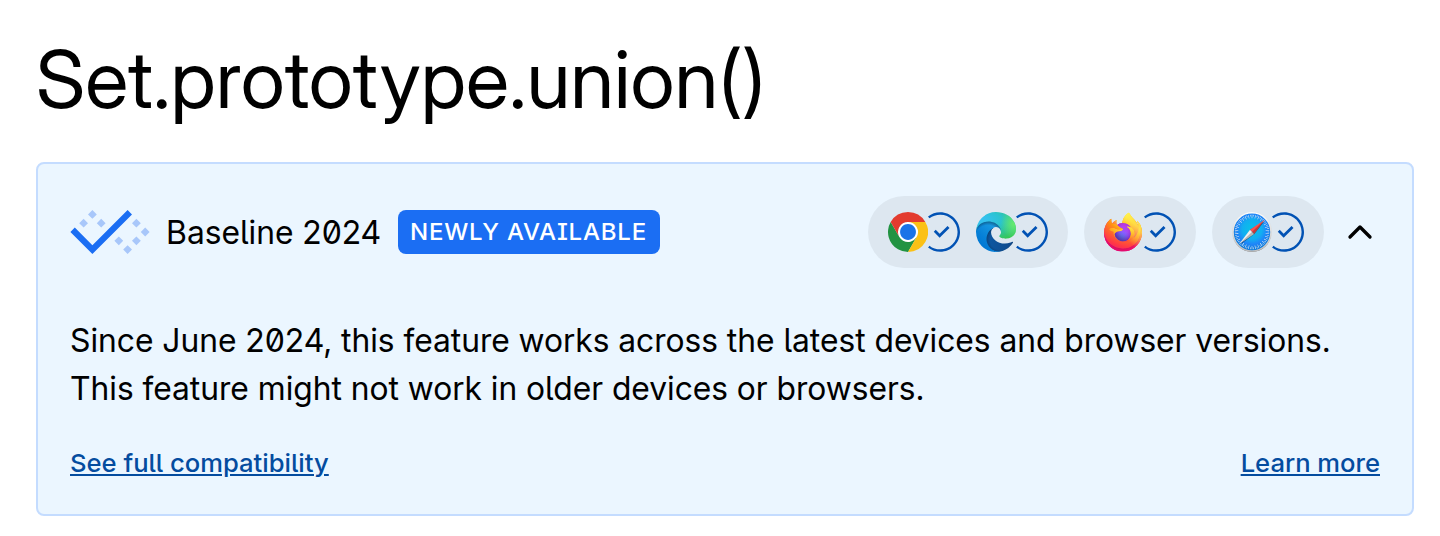 Set.prototype.union()
Baseline 2024 NEWLY AVAILABLE
Since June 2024, this feature works across the latest devices and browser versions.
This feature might not work in older devices or browsers.
See full compatibility Learn more